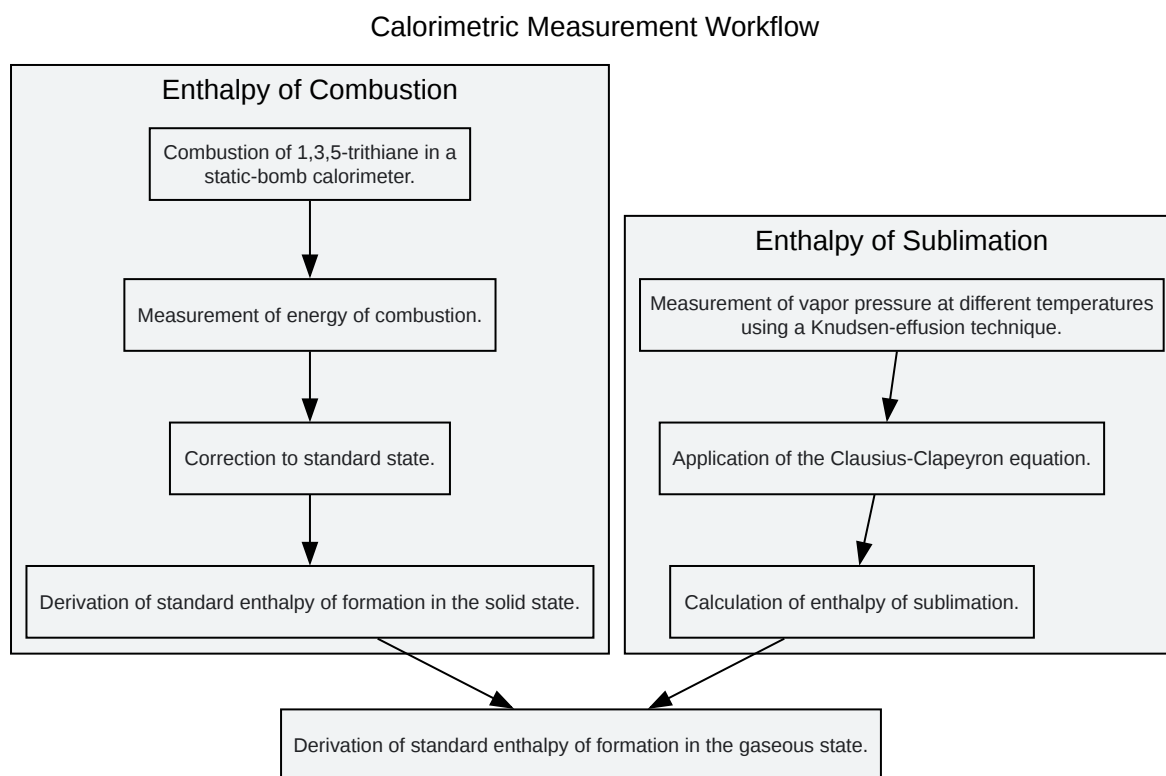 Calorimetric Measurement Workflow
Enthalpy of Combustion
Combustion of 1,3,5-trithiane in a
static-bomb calorimeter.
Measurement of energy of combustion.
Correction to standard state.
Derivation of standard enthalpy of formation in the solid state.
Enthalpy of Sublimation
Measurement of vapor pressure at different temperatures
using a Knudsen-effusion technique.
Application of the Clausius-Clapeyron equation.
Calculation of enthalpy of sublimation.
Derivation of standard enthalpy of formation in the gaseous state.